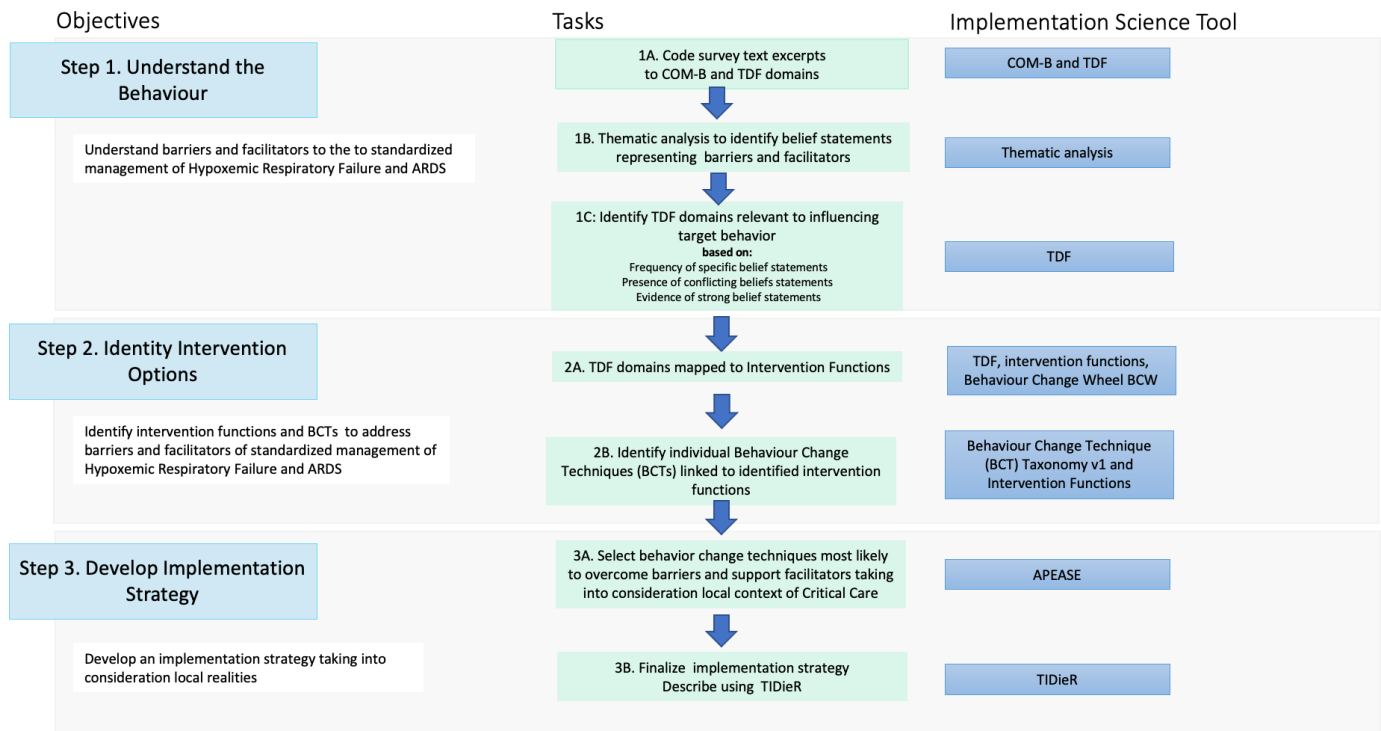 Objectives
Tasks
Implementation Science Tool
Step 1. Understand the
Behaviour
Understand barriers and facilitators to the to standardized
management of Hypoxemic Respiratory Failure and ARDS
1A. Code survey text excerpts
to COM-B and TDF domains
COM-B and TDF
1B. Thematic analysis to identify belief statements
representing barriers and facilitators
Thematic analysis
1C: Identify TDF domains relevant to influencing
target behavior
based on:
Frequency of specific belief statements
Presence of conflicting beliefs statements
Evidence of strong belief statements
TDF
Step 2. Identity Intervention
Options
Identify intervention functions and BCTs to address
barriers and facilitators of standardized management of
Hypoxemic Respiratory Failure and ARDS
2A. TDF domains mapped to Intervention Functions
TDF, intervention functions,
Behaviour Change Wheel BCW
2B. Identify individual Behaviour Change
Techniques (BCTs) linked to identified intervention
functions
Behaviour Change Technique
(BCT) Taxonomy v1 and
Intervention Functions
Step 3. Develop Implementation
Strategy
Develop an implementation strategy taking into
consideration local realities
3A. Select behavior change techniques most likely
to overcome barriers and support facilitators taking
into consideration local context of Critical Care
APEASE
3B. Finalize implementation strategy
Describe using TIDieR
TIDieR